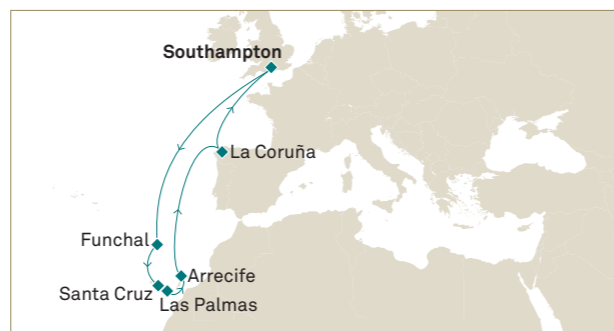 Southampton
La Coruña
Funchal
Arrecife
Santa Cruz
Las Palmas